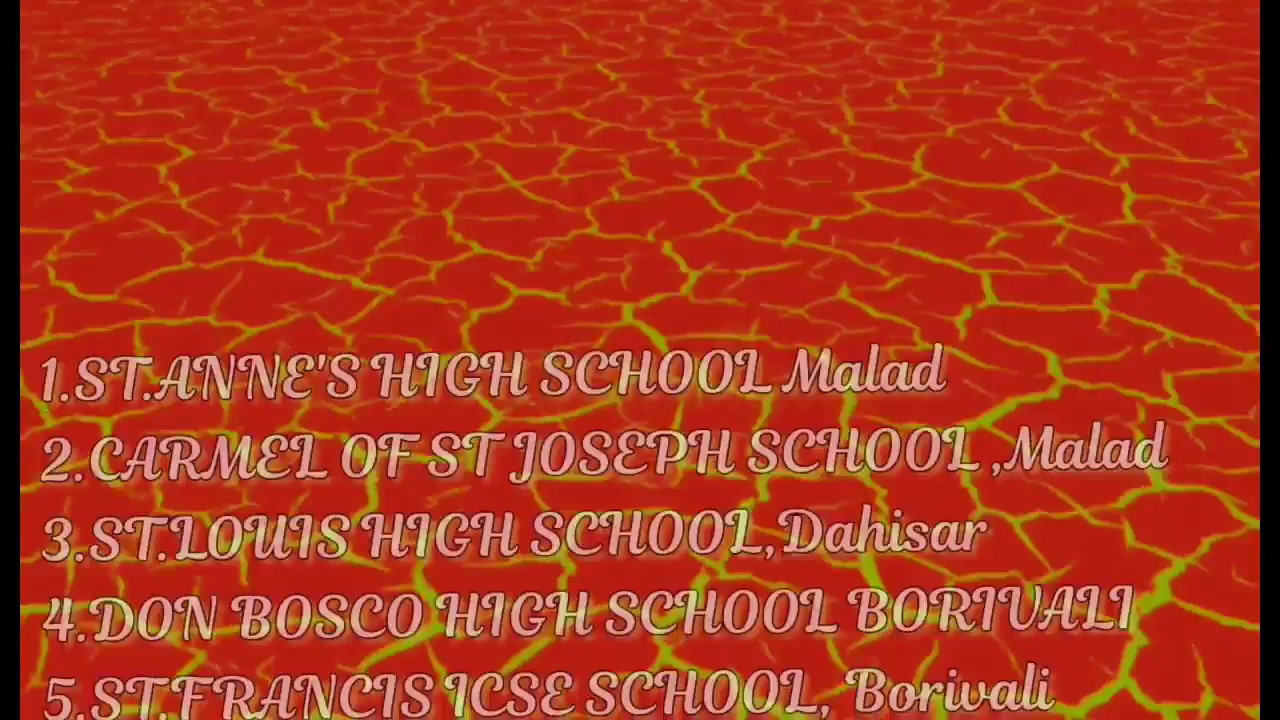 1.ST.ANNE'S HIGH SCHOOL Malad
2.CARMEL OF ST JOSEPH SCHOOL ,Malad
3.ST.LOUIS HIGH SCHOOL,Dahisar
4.DON BOSCO HIGH SCHOOL BORIVALI
5.ST.FRANCIS ICSE SCHOOL, Borivali